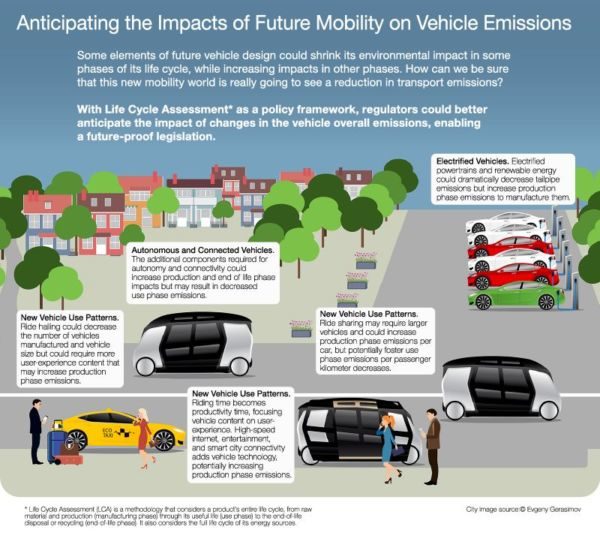 Anticipating the Impacts of Future Mobility on Vehicle Emissions
Some elements of future vehicle design could shrink its environmental impact in some
phases of its life cycle, while increasing impacts in other phases. How can we be sure
that this new mobility world is really going to see a reduction in transport emissions?
With Life Cycle Assessment* as a policy framework, regulators could better
anticipate the impact of changes in the vehicle overall emissions, enabling
a future-proof legislation.
Electrified Vehicles. Electrified
powertrains and renewable energy
could dramatically decrease tailpipe
emissions but increase production
phase emissions to manufacture them.
Autonomous and Connected Vehicles.
The additional components required for
autonomy and connectivity could
increase production and end of life phase
impacts but may result in decreased
use phase emissions.
New Vehicle Use Patterns.
Ride hailing could decrease
the number of vehicles
manufactured and vehicle
size but could require more
user-experience content that
may increase production
phase emissions.
New Vehicle Use Patterns.
Ride sharing may require larger
vehicles and could increase
production phase emissions per
car, but potentially foster use
phase emissions per passenger
kilometer decreases.
New Vehicle Use Patterns.
Riding time becomes
productivity time, focusing
vehicle content on user-
experience. High-speed
internet, entertainment,
and smart city connectivity
adds vehicle technology,
potentially increasing
production phase emissions.
ECO
TAXI
* Life Cycle Assessment (LCA) is a methodology that considers a product's entire life cycle, from raw
material and production (manufacturing phase) through its useful life (use phase) to the end-of-life
disposal or recycling (end-of-life phase). It also considers the full life cycle of its energy sources.
City image source:© Evgeny Gerasimov